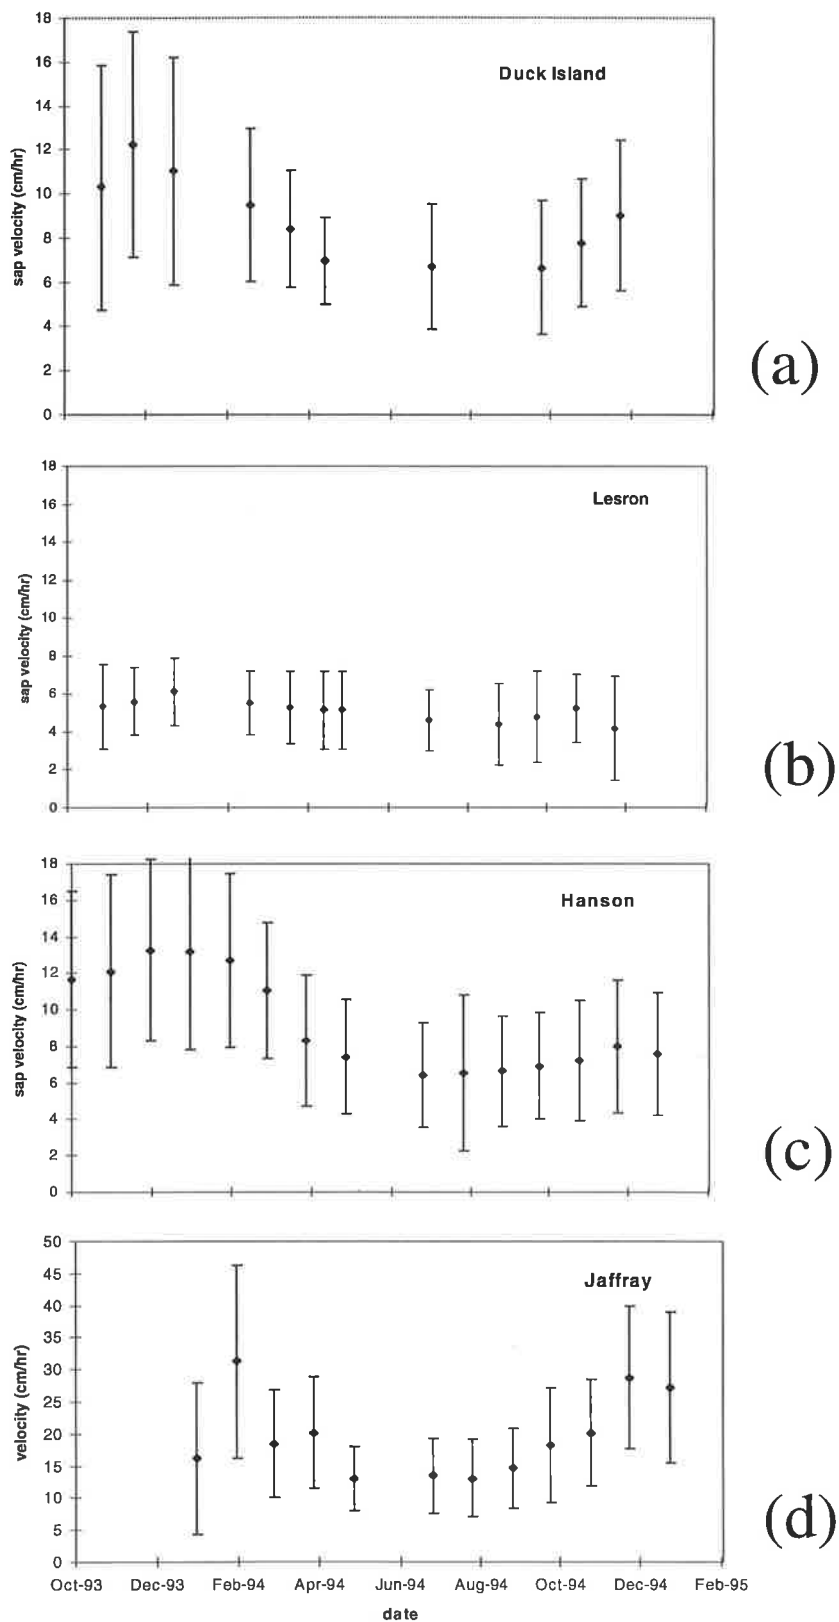 18
Duck Island
16
14
12
10
8
6
4
2
0
sap velocity (cm/hr)
(a)
18
Lesron
16
14
12
10
8
6
4
2
0
sap velocity (cm/hr)
(b)
18
Hanson
16
14
12
10
8
6
4
2
0
sap velocity (cm/hr)
(c)
50
Jaffray
45
40
35
30
25
20
15
10
5
0
velocity (cm/hr)
(d)
Oct-93 Dec-93 Feb-94 Apr-94 Jun-94 Aug-94 Oct-94 Dec-94 Feb-95
date